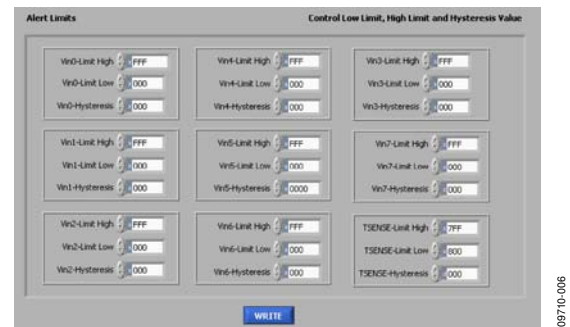 Alert Limits Control Low Limit, High Limit and Hysteresis Value
Vin0-Limit High FFF Vin4-Limit High FFF Vin3-Limit High FFF
Vin0-Limit Low 000 Vin4-Limit Low 000 Vin3-Limit Low 000
Vin0-Hysteresis 000 Vin4-Hysteresis 000 Vin3-Hysteresis 000
Vin1-Limit High FFF Vin5-Limit High FFF Vin7-Limit High FFF
Vin1-Limit Low 000 Vin5-Limit Low 000 Vin7-Limit Low 000
Vin1-Hysteresis 000 Vin5-Hysteresis 0000 Vin7-Hysteresis 000
Vin2-Limit High FFF Vin6-Limit High FFF TSENSE-Limit High 7FF
Vin2-Limit Low 000 Vin6-Limit Low 000 TSENSE-Limit Low 800
Vin2-Hysteresis 000 Vin6-Hysteresis 000 TSENSE-Hysteresis 000
WRITE
09710-006